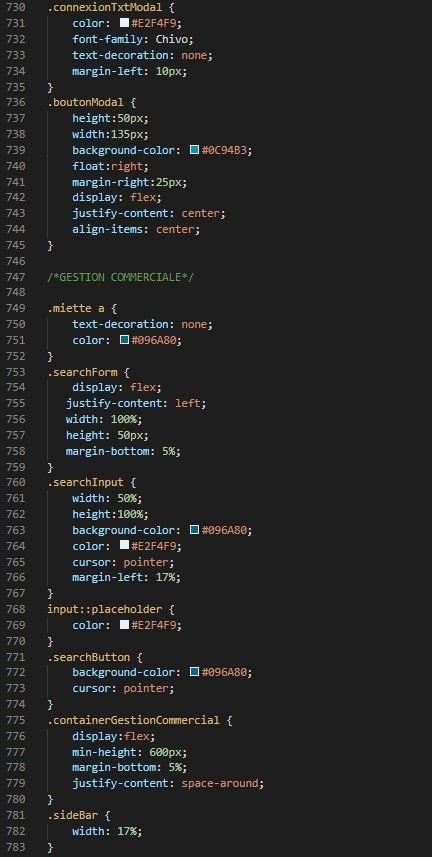 730 .connexionTxtModal {
731     color: #E2F4F9;
732     font-family: Chivo;
733     text-decoration: none;
734     margin-left: 10px;
735 }
736 .boutonModal {
737     height:50px;
738     width:135px;
739     background-color: #0C94B3;
740     float:right;
741     margin-right:25px;
742     display: flex;
743     justify-content: center;
744     align-items: center;
745 }
746
747 /*GESTION COMMERCIALE*/
748
749 .miette a {
750     text-decoration: none;
751     color: #096A80;
752 }
753 .searchForm {
754     display: flex;
755    justify-content: left;
756    width: 100%;
757    height: 50px;
758    margin-bottom: 5%;
759 }
760 .searchInput {
761     width: 50%;
762     height:100%;
763     background-color: #096A80;
764     color: #E2F4F9;
765     cursor: pointer;
766     margin-left: 17%;
767 }
768 input::placeholder {
769     color: #E2F4F9;
770 }
771 .searchButton {
772     background-color: #096A80;
773     cursor: pointer;
774 }
775 .containerGestionCommercial {
776     display:flex;
777     min-height: 600px;
778     margin-bottom: 5%;
779     justify-content: space-around;
780 }
781 .sideBar {
782     width: 17%;
783 }